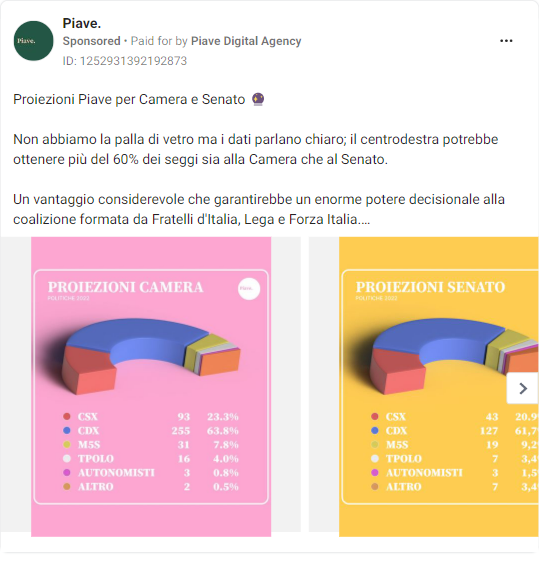 Piave.
Piave.
Sponsored • Paid for by Piave Digital Agency
ID: 1252931392192873
Proiezioni Piave per Camera e Senato 🔮
Non abbiamo la palla di vetro ma i dati parlano chiaro; il centrodestra potrebbe
ottenere più del 60% dei seggi sia alla Camera che al Senato.
Un vantaggio considerevole che garantirebbe un enorme potere decisionale alla
coalizione formata da Fratelli d'Italia, Lega e Forza Italia....
PROIEZIONI CAMERA
POLITICHE 2022
Piave.
CSX 93 23.3%
CDX 255 63.8%
M5S 31 7.8%
TPOLO 16 4.0%
AUTONOMISTI 3 0.8%
ALTRO 2 0.5%
PROIEZIONI SENATO
POLITICHE 2022
CSX 43 20.9
CDX 127 61,7
M5S 19 9,2
TPOLO 7 3,4
AUTONOMISTI 3 1,5
ALTRO 7 3,4